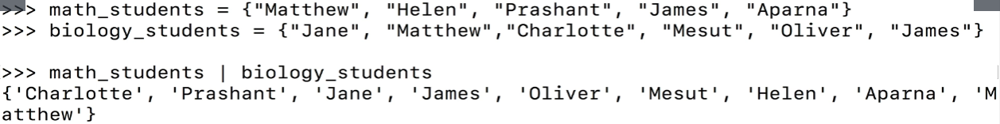 >>> math_students = {"Matthew", "Helen", "Prashant", "James", "Aparna"}
>>> biology_students = {"Jane", "Matthew","Charlotte", "Mesut", "Oliver", "James"}
>>> math_students | biology_students
{'Charlotte', 'Prashant', 'Jane', 'James', 'Oliver', 'Mesut', 'Helen', 'Aparna', 'M
atthew'}